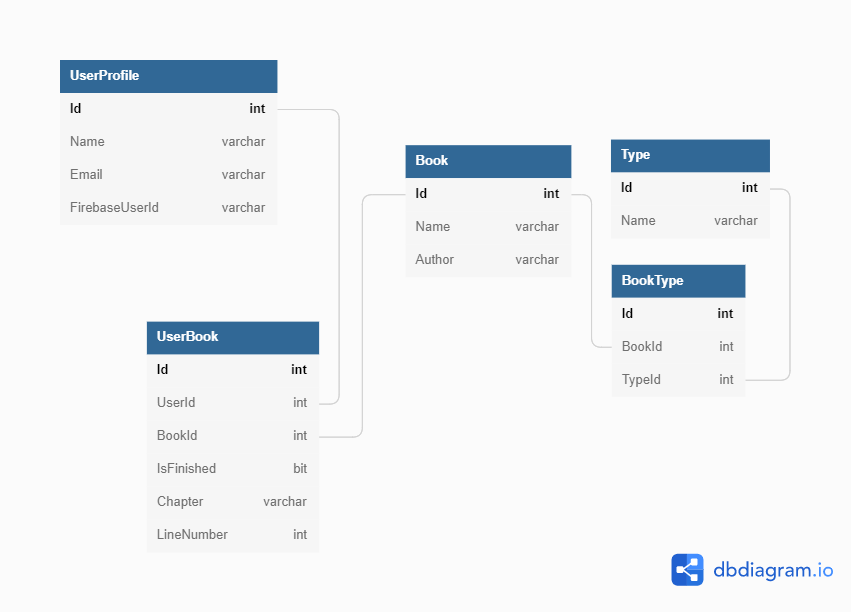 UserProfile
Id int
Name varchar
Email varchar
FirebaseUserId varchar
Book
Id int
Name varchar
Author varchar
Type
Id int
Name varchar
BookType
Id int
BookId int
TypeId int
UserBook
Id int
UserId int
BookId int
IsFinished bit
Chapter varchar
LineNumber int
dbdiagram.io